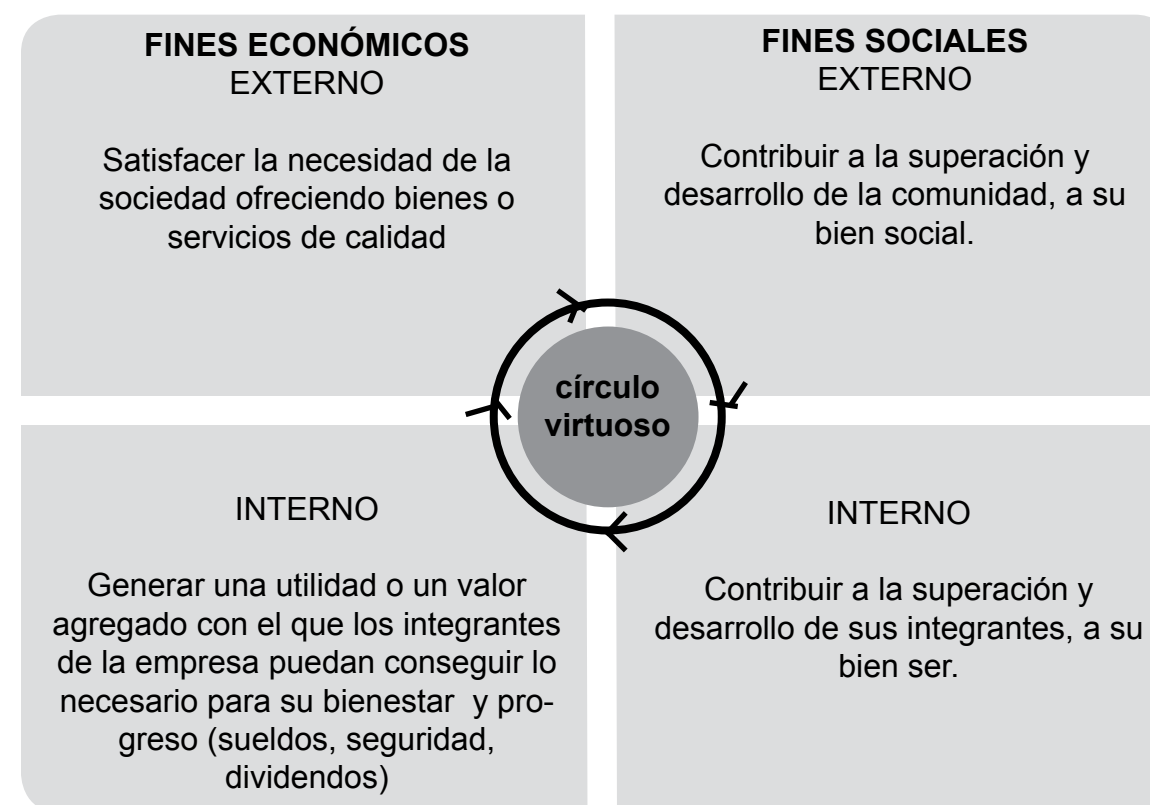 FINES ECONÓMICOS
EXTERNO
Satisfacer la necesidad de la
sociedad ofreciendo bienes o
servicios de calidad
FINES SOCIALES
EXTERNO
Contribuir a la superación y
desarrollo de la comunidad, a su
bien social.
círculo
virtuoso
INTERNO
Generar una utilidad o un valor
agregado con el que los integrantes
de la empresa puedan conseguir lo
necesario para su bienestar y pro-
greso (sueldos, seguridad,
dividendos)
INTERNO
Contribuir a la superación y
desarrollo de sus integrantes, a su
bien ser.